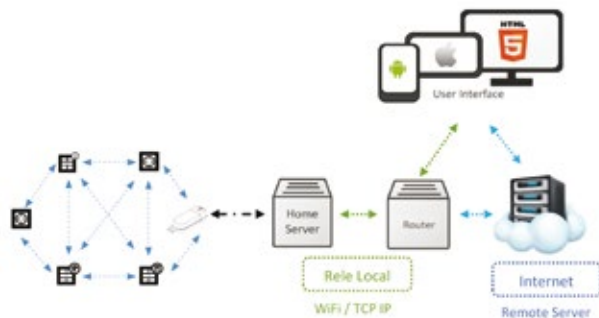 HTML
5
User Interface
Home
Server
Router
Rele Local
WiFi / TCP IP
Internet
Remote Server